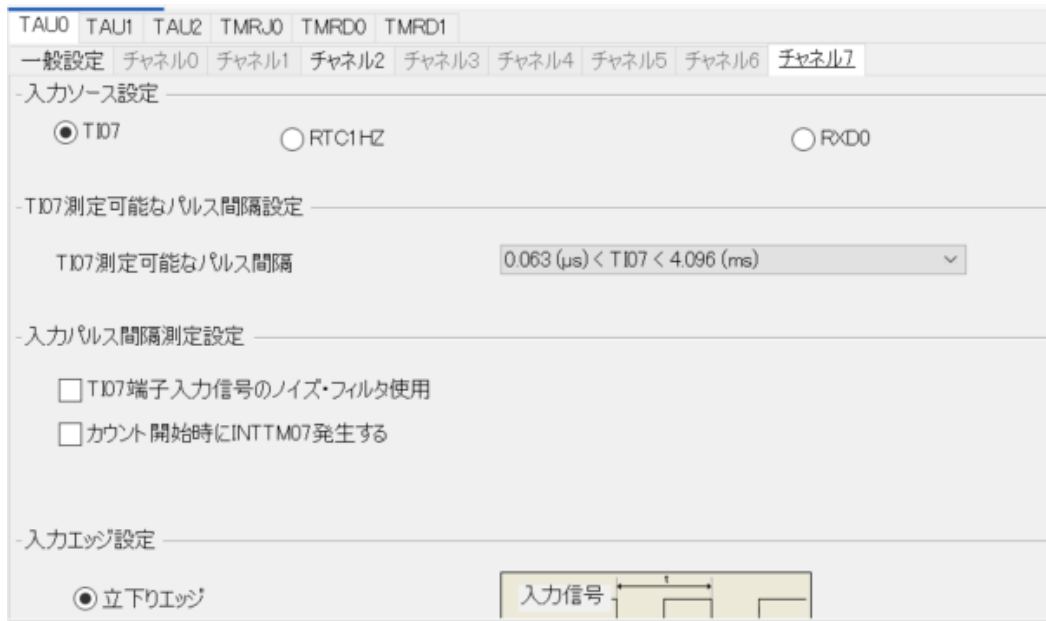 TAU0 TAU1 TAU2 TMRJ0 TMRD0 TMRD1
一般設定 チャネル0 チャネル1 チャネル2 チャネル3 チャネル4 チャネル5 チャネル6 チャネル7
入力ソース設定
TI07 RTC1HZ RXD0
TI07測定可能なパルス間隔設定
TI07測定可能なパルス間隔 0.063 (μs) < TI07 < 4.096 (ms)
入力パルス間隔測定設定
TI07端子入力信号のノイズ・フィルタ使用
カウント開始時にINTTM07発生する
入力エッジ設定
立下りエッジ 入力信号 t